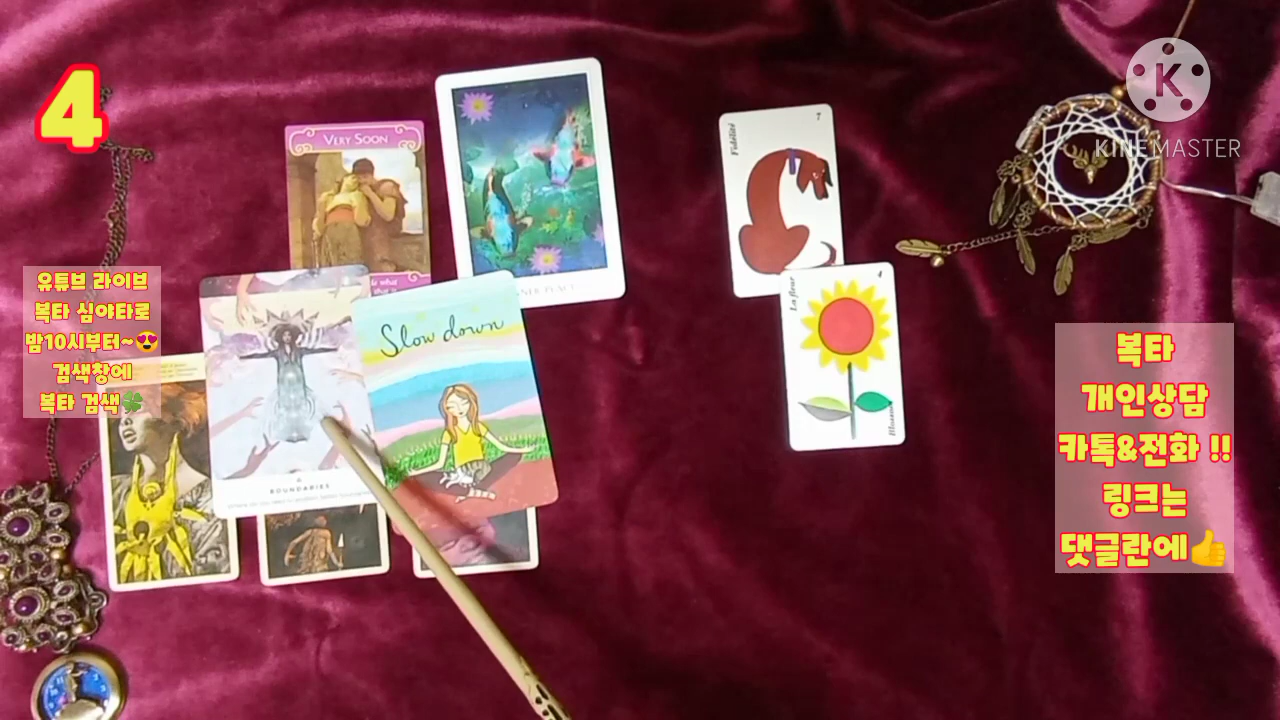 4
유튜브 라이브
복타 심야타로
밤10시부터~😍
검색창에
복타 검색🍀
VERY SOON
Fidélité
7
La fleur
4
Slow down
BOUNDARIES
K
KINEMASTER
복타
개인상담
카톡&전화 !!
링크는
댓글란에👍